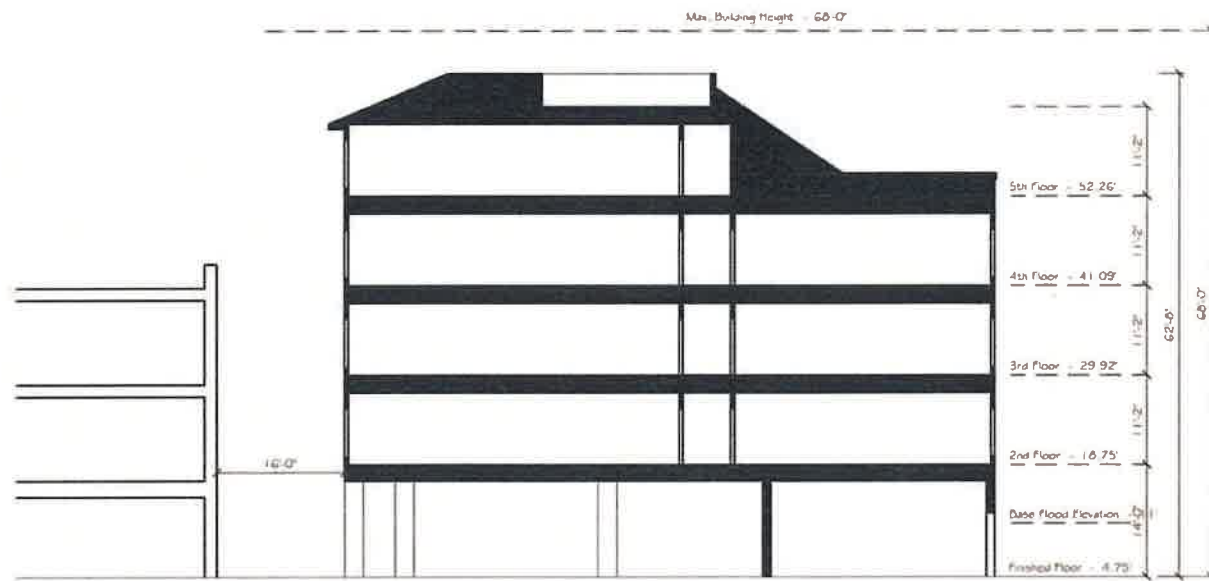 Max. Building Height - 68'-0"
5th Floor - 52.26'
11'-2"
4th Floor - 41.09'
11'-2"
3rd Floor - 29.92'
11'-2"
2nd Floor - 18.75'
11'-2"
Base Flood Elevation
14'-0"
Finished Floor - 4.75'
62'-8"
68'-0"
16'-0"